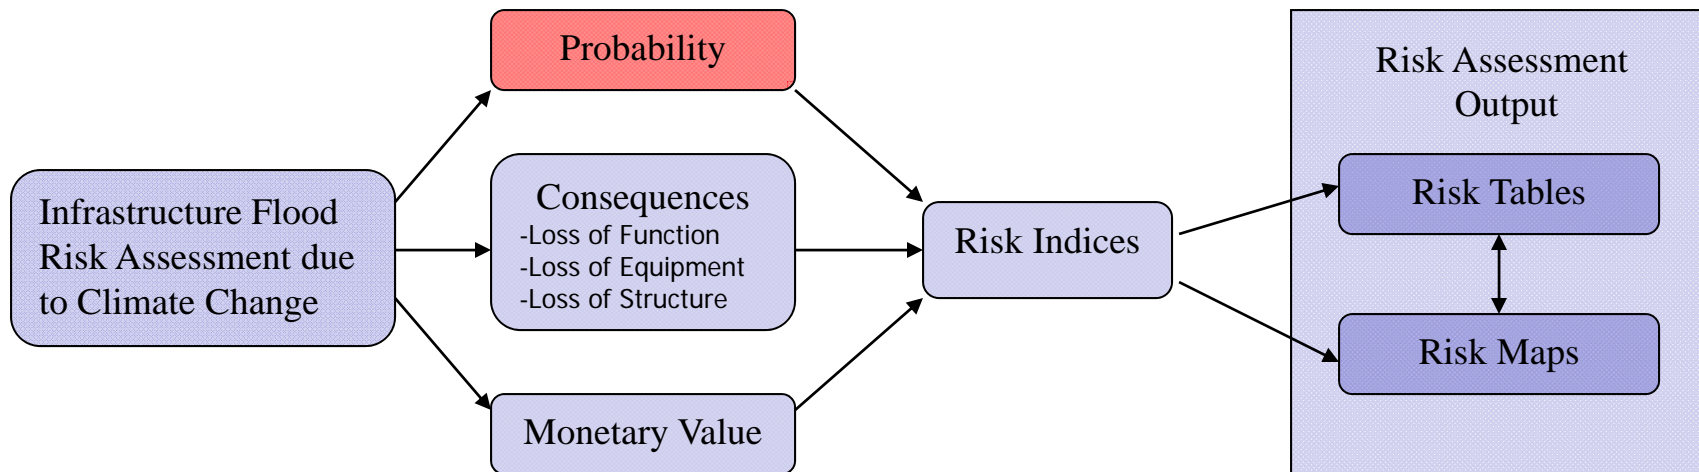 Infrastructure Flood
Risk Assessment due
to Climate Change
Probability
Consequences
-Loss of Function
-Loss of Equipment
-Loss of Structure
Monetary Value
Risk Indices
Risk Assessment
Output
Risk Tables
Risk Maps